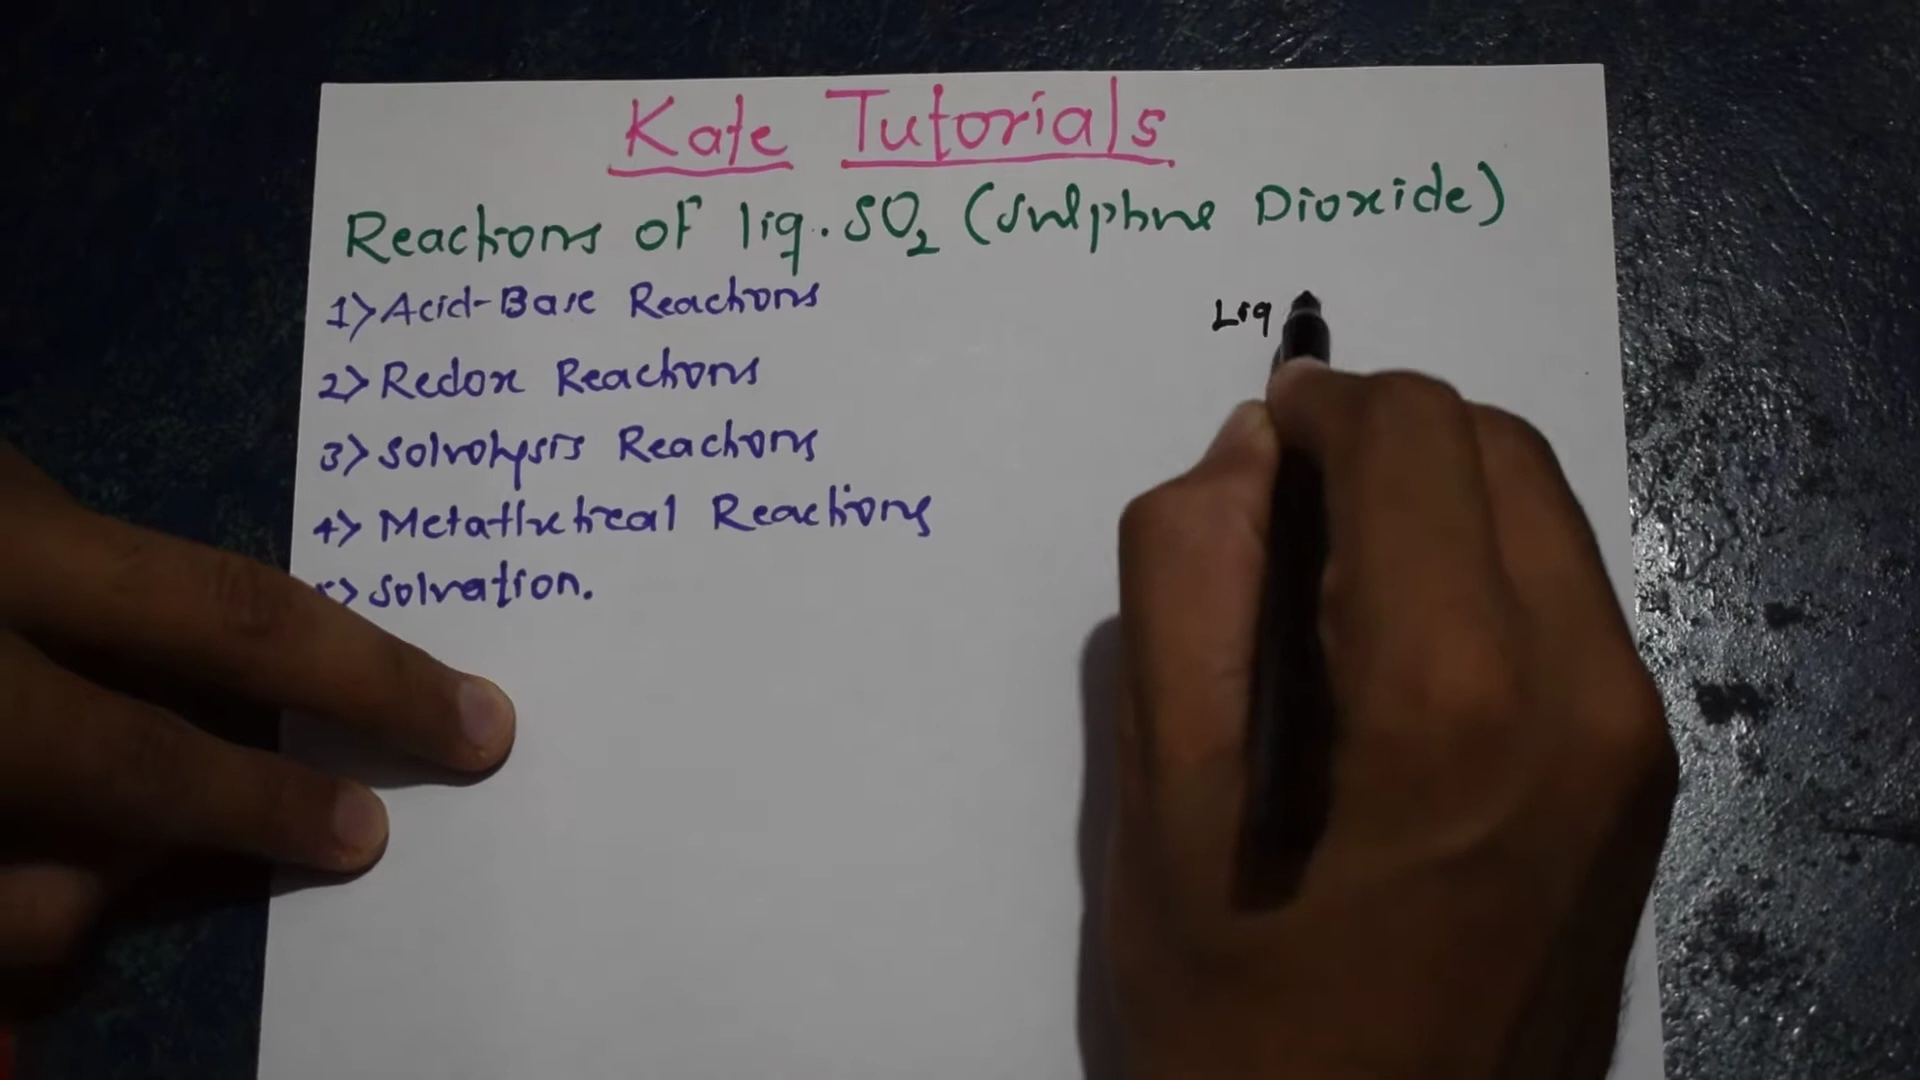 Kate Tutorials
Reactions of liq. SO₂ (Sulphur Dioxide)
1) Acid-Base Reactions
2) Redox Reactions
3) Solvolysis Reactions
4) Metathetical Reactions
5) Solvation.
Liq